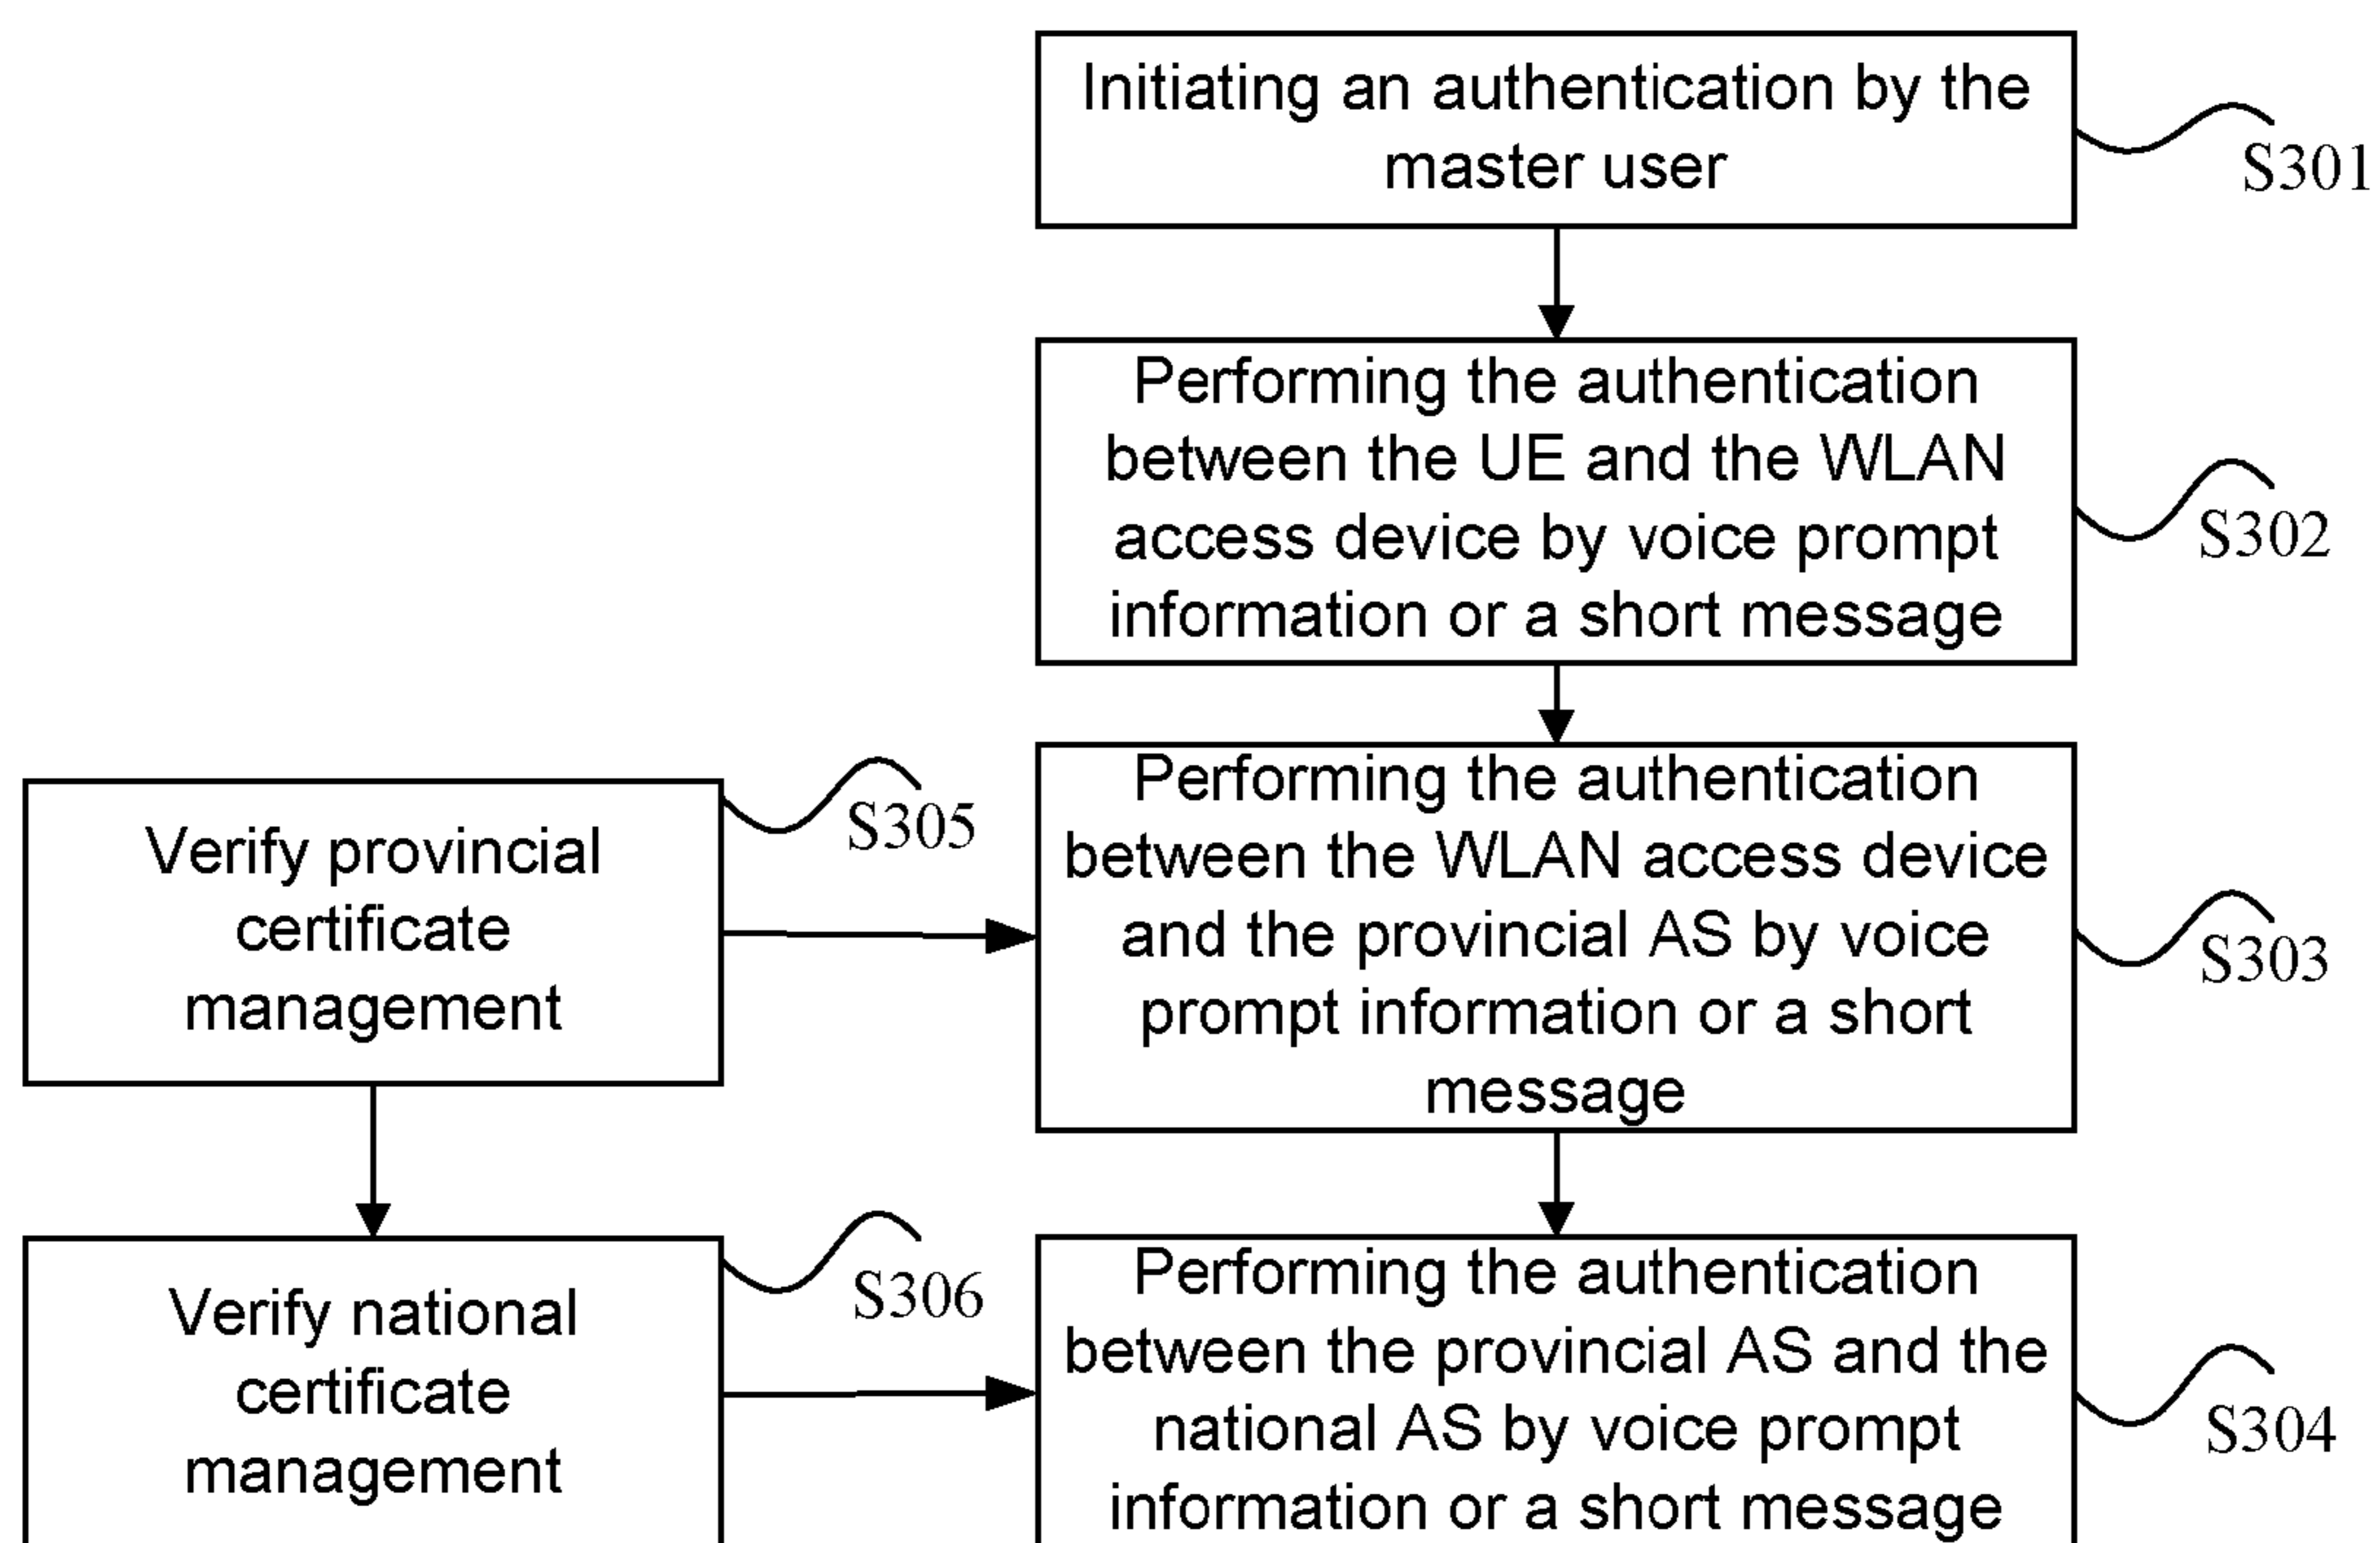 Initiating an authentication by the
master user
S301
Performing the authentication
between the UE and the WLAN
access device by voice prompt
information or a short message
S302
Verify provincial
certificate
management
S305
Performing the authentication
between the WLAN access device
and the provincial AS by voice
prompt information or a short
message
S303
Verify national
certificate
management
S306
Performing the authentication
between the provincial AS and the
national AS by voice prompt
information or a short message
S304